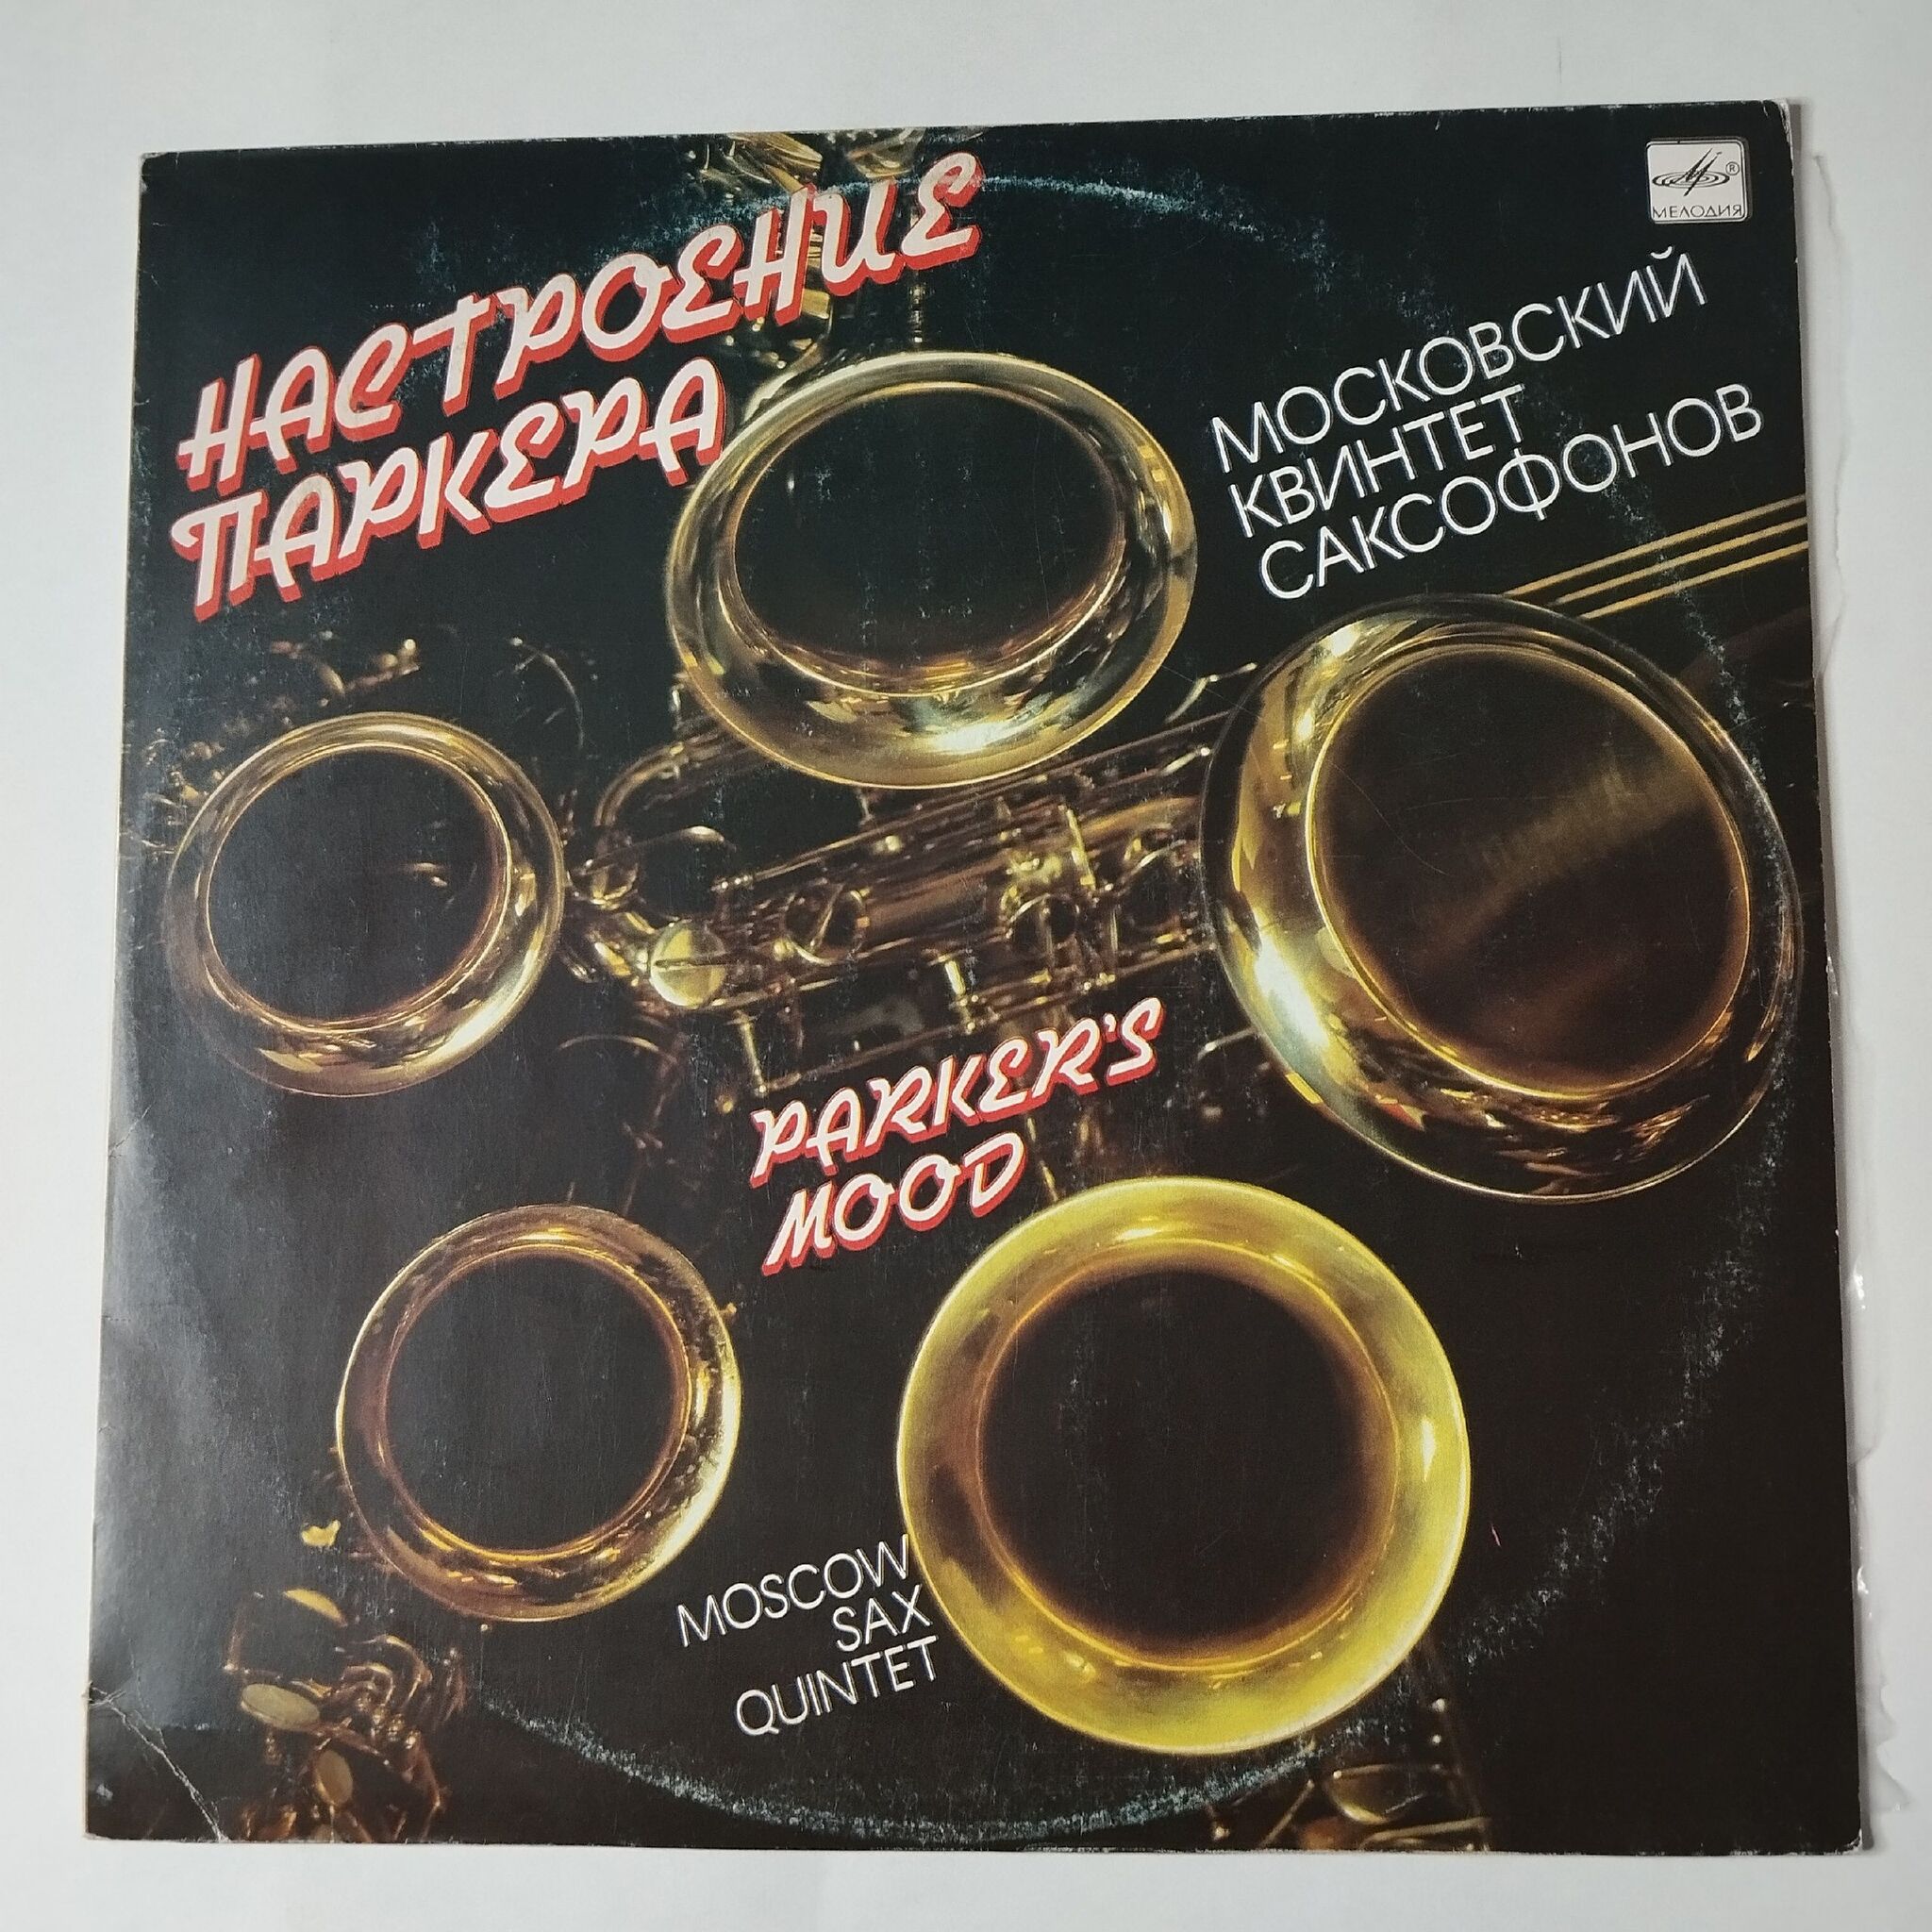 НАСТРОЕНИЕ
ПАРКЕРА
МЕЛОДИЯ
МОСКОВСКИЙ
КВИНТЕТ
САКСОФОНОВ
PARKER'S
MOOD
MOSCOW
SAX
QUINTET